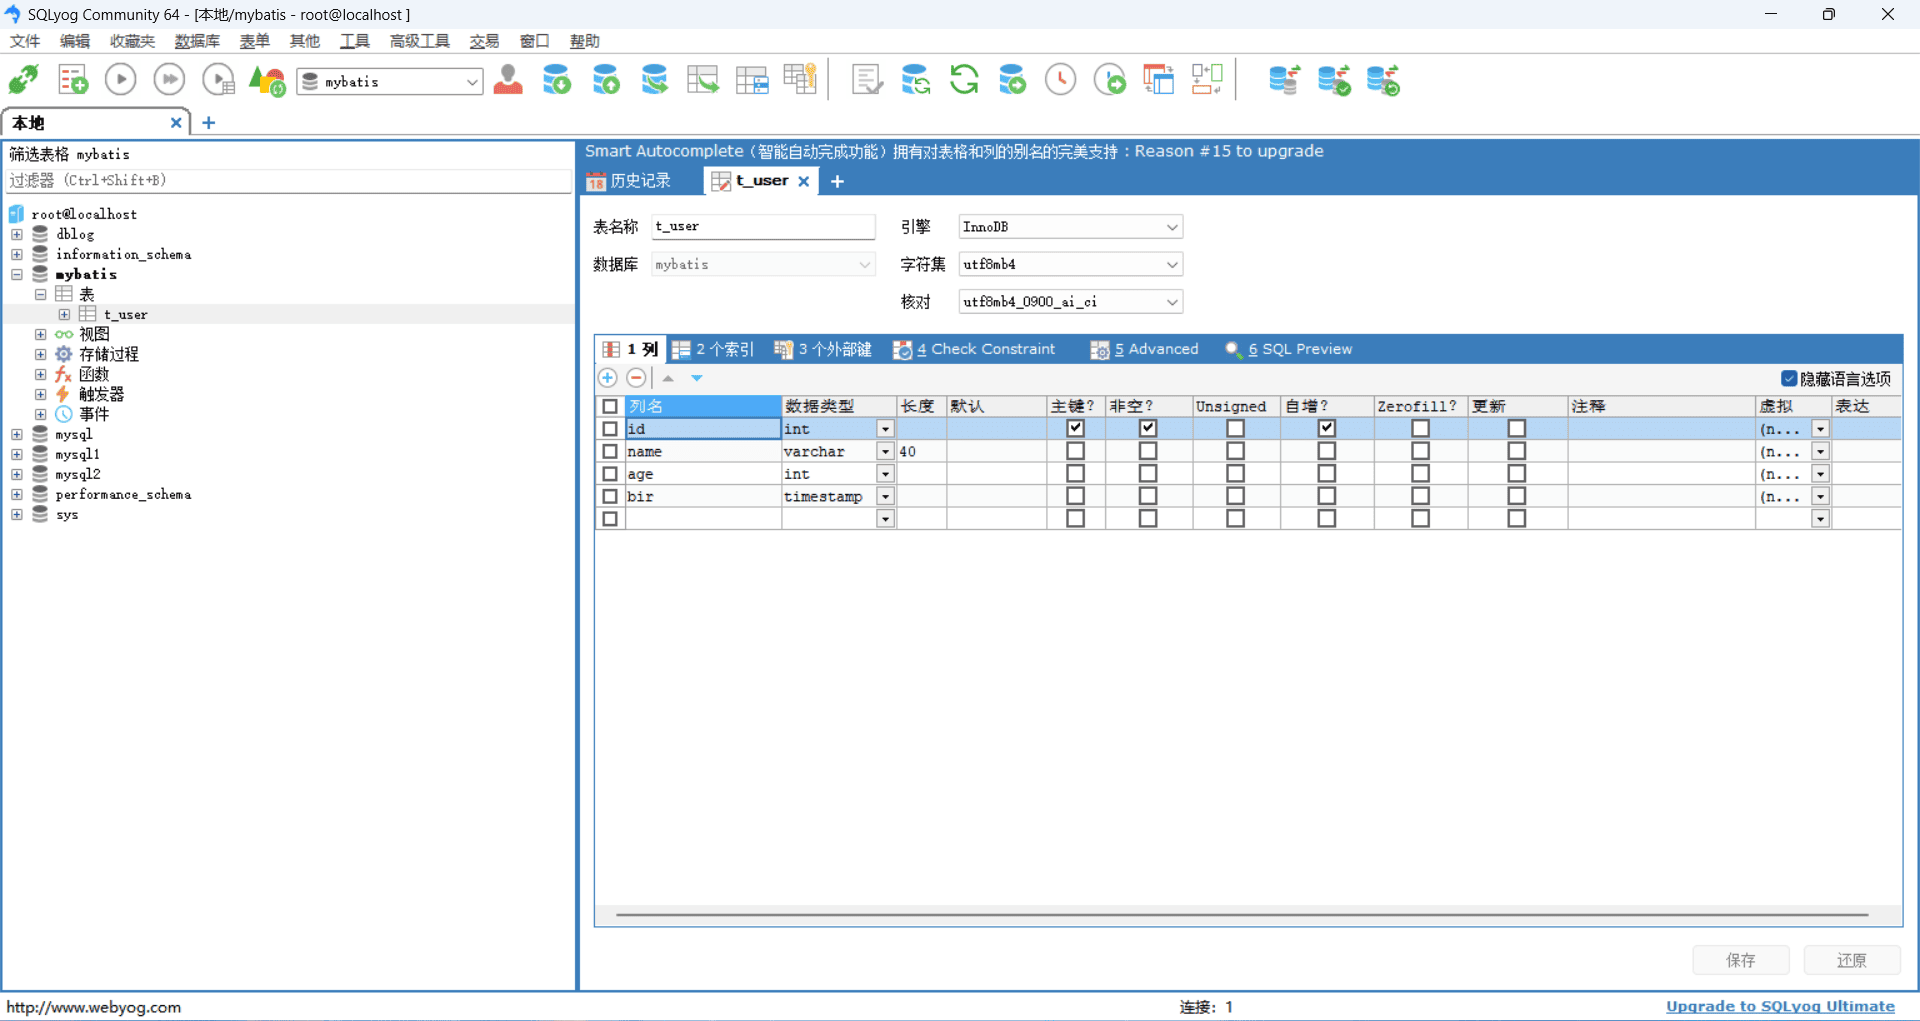 SQLyog Community 64 - [本地/mybatis - root@localhost ]
文件 编辑 收藏夹 数据库 表单 其他 工具 高级工具 交易 窗口 帮助
mybatis
本地
筛选表格 mybatis
过滤器 (Ctrl+Shift+B)
root@localhost
dblog
information_schema
mybatis
表
t_user
视图
存储过程
函数
触发器
事件
mysql
mysql1
mysql2
performance_schema
sys
Smart Autocomplete（智能自动完成功能）拥有对表格和列的别名的完美支持：Reason #15 to upgrade
18 历史记录 t_user
表名称 t_user 引擎 InnoDB
数据库 mybatis 字符集 utf8mb4
核对 utf8mb4_0900_ai_ci
1 列 2 个索引 3 个外部键 4 Check Constraint 5 Advanced 6 SQL Preview
隐藏语言选项
列名 数据类型 长度 默认 主键? 非空? Unsigned 自增? Zerofill? 更新 注释 虚拟 表达
id int (n...
name varchar 40 (n...
age int (n...
bir timestamp (n...
保存 还原
http://www.webyog.com 连接: 1 Upgrade to SQLyog Ultimate